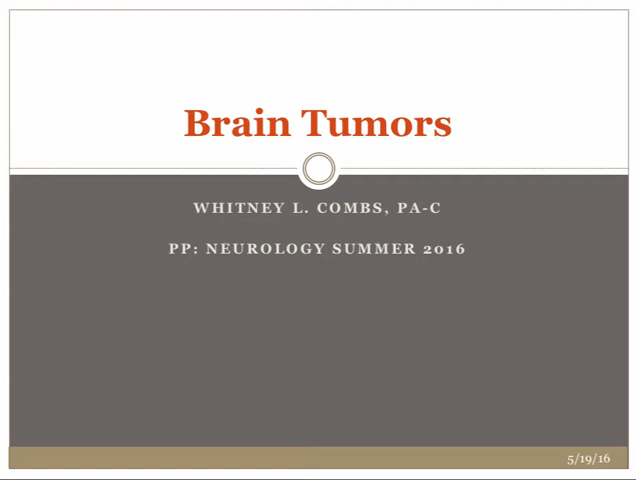 Brain Tumors
WHITNEY L. COMBS, PA-C
PP: NEUROLOGY SUMMER 2016
5/19/16